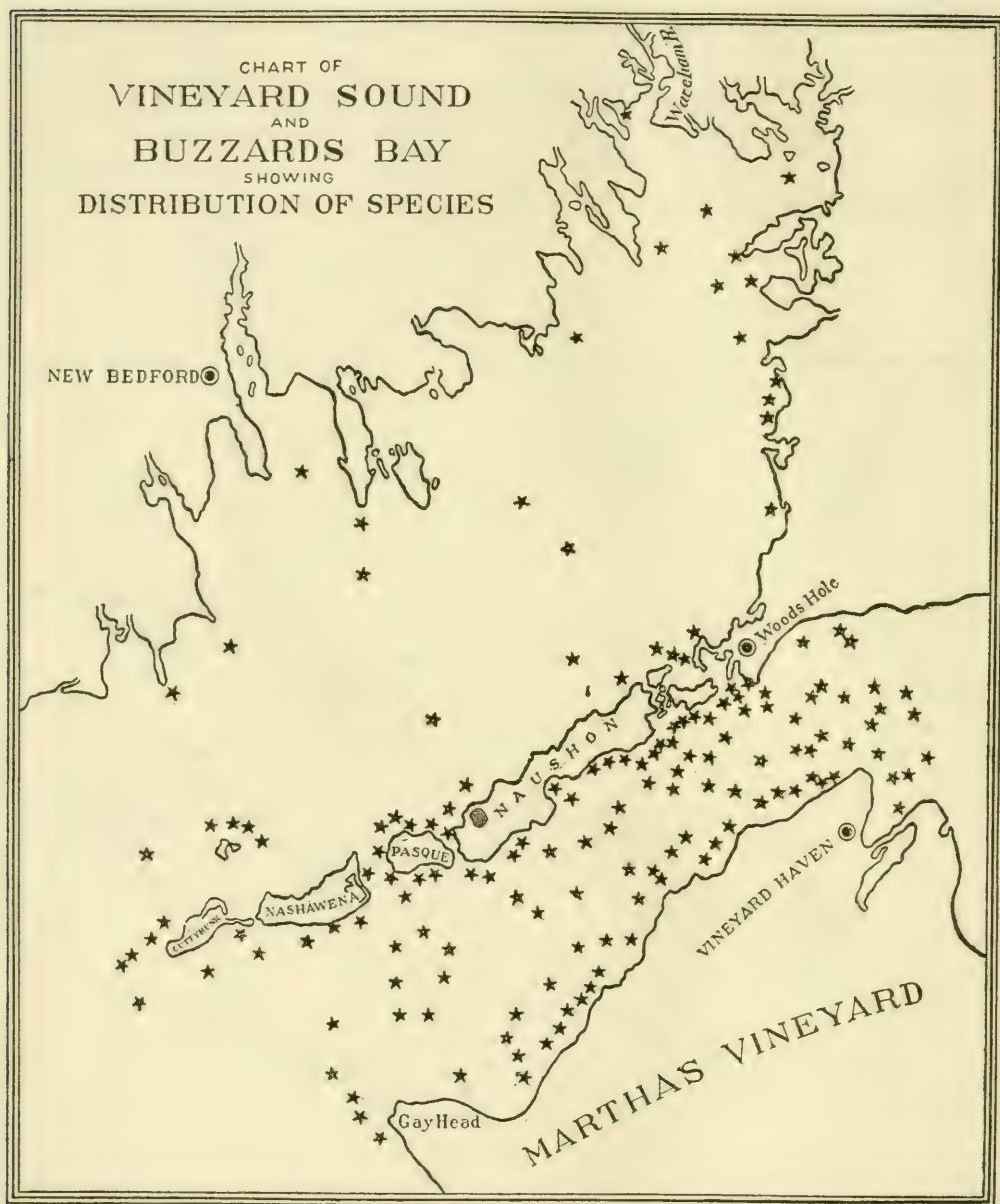 CHART OF
VINEYARD SOUND
AND
BUZZARDS BAY
SHOWING
DISTRIBUTION OF SPECIES
Wareham R.
NEW BEDFORD
Woods Hole
NAUSHON
PASQUE
NASHAWENA
CUTTYHUNK
VINEYARD HAVEN
MARTHAS VINEYARD
Gay Head